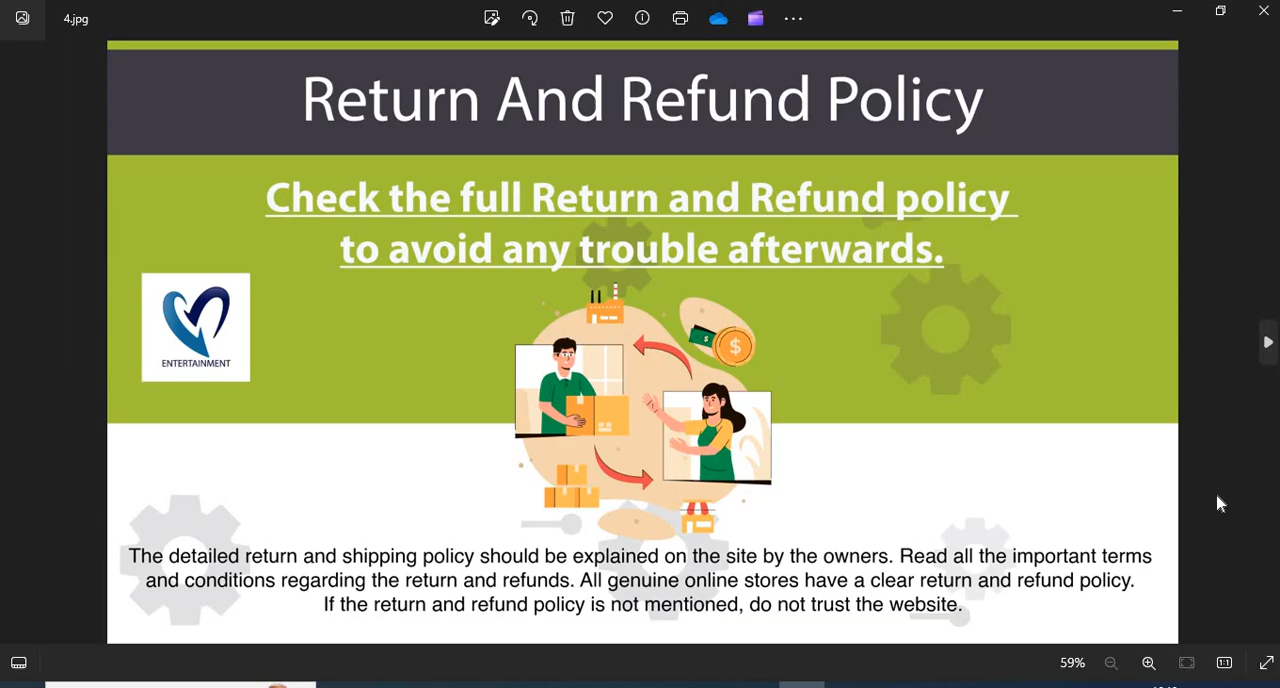 4.jpg
Return And Refund Policy
Check the full Return and Refund policy
to avoid any trouble afterwards.
ENTERTAINMENT
$
$
The detailed return and shipping policy should be explained on the site by the owners. Read all the important terms
and conditions regarding the return and refunds. All genuine online stores have a clear return and refund policy.
If the return and refund policy is not mentioned, do not trust the website.
59%
1:1